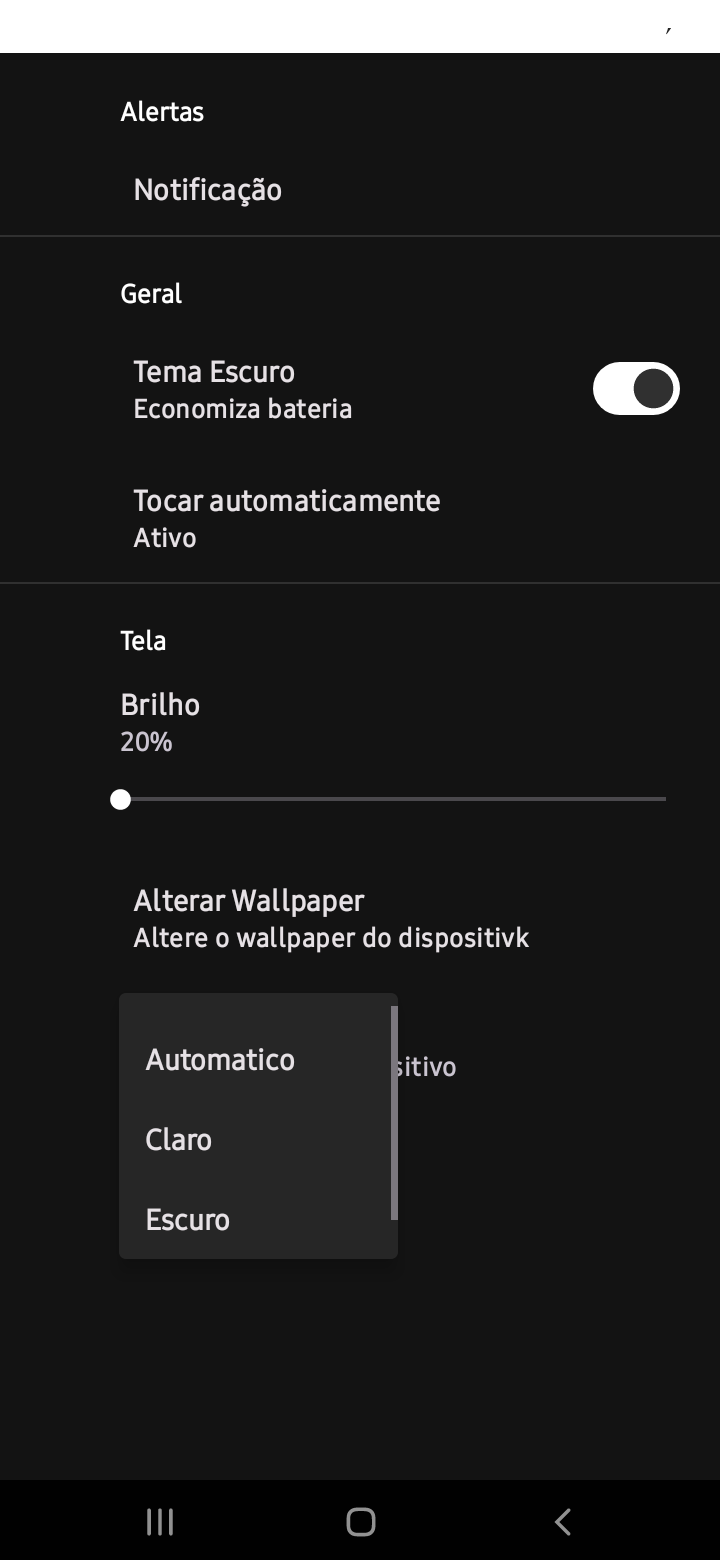 Alertas
Notificação
Geral
Tema Escuro
Economiza bateria
Tocar automaticamente
Ativo
Tela
Brilho
20%
Alterar Wallpaper
Altere o wallpaper do dispositivk
Automatico
sitivo
Claro
Escuro